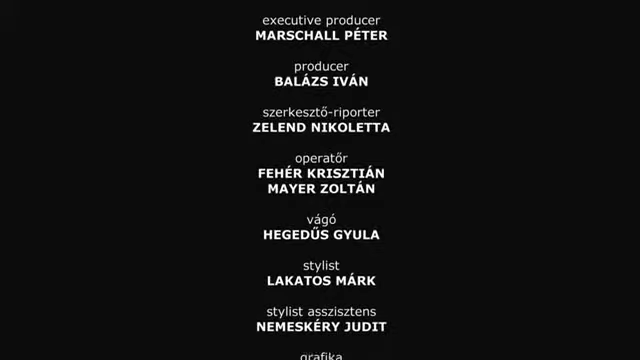 executive producer
MARSCHALL PÉTER
producer
BALÁZS IVÁN
szerkesztő-riporter
ZELEND NIKOLETTA
operatőr
FEHÉR KRISZTIÁN
MAYER ZOLTÁN
vágó
HEGEDŰS GYULA
stylist
LAKATOS MÁRK
stylist asszisztens
NEMESKÉRY JUDIT
grafika